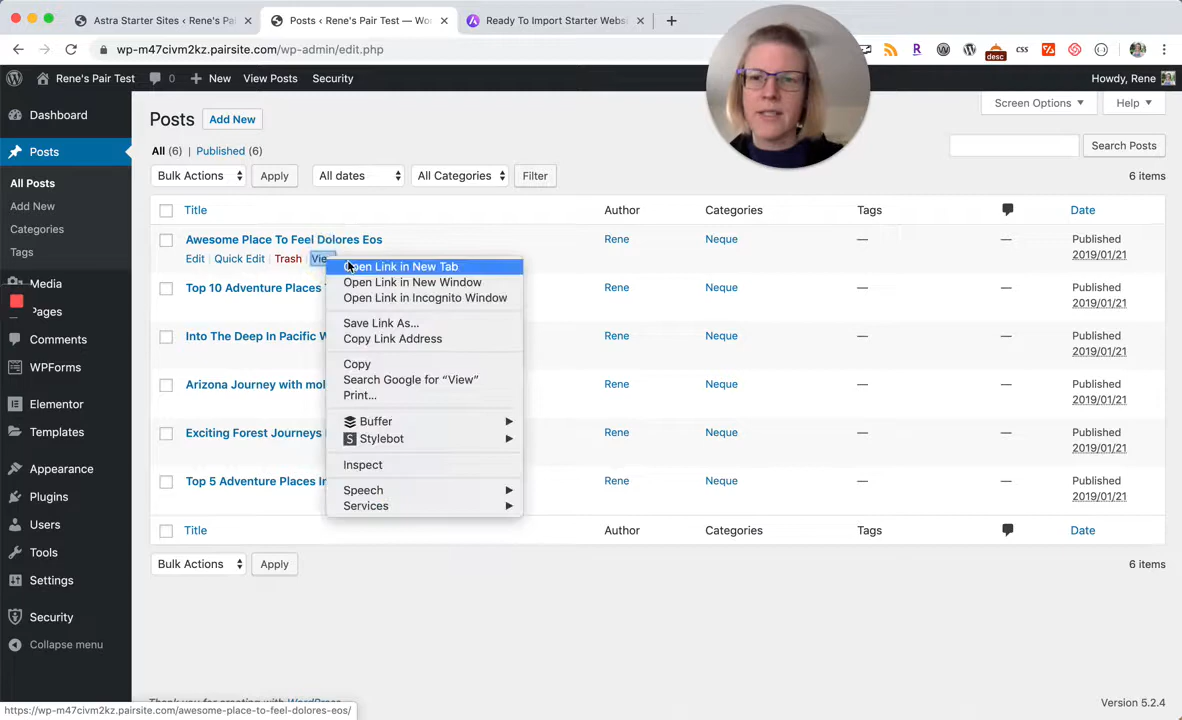 Astra Starter Sites ‹ Rene's Pai
Posts ‹ Rene's Pair Test — Wo
Ready To Import Starter Webs
wp-m47civm2kz.pairsite.com/wp-admin/edit.php
desc
CSS
Rene's Pair Test
0
New
View Posts
Security
Howdy, Rene
Dashboard
Posts
All Posts
Add New
Categories
Tags
Media
Pages
Comments
WPForms
Elementor
Templates
Appearance
Plugins
Users
Tools
Settings
Security
Collapse menu
Posts
Add New
Screen Options ▼
Help ▼
All (6) | Published (6)
Search Posts
Bulk Actions
Apply
All dates
All Categories
Filter
6 items
Title
Author
Categories
Tags
Date
Awesome Place To Feel Dolores Eos
Rene
Neque
—
—
Published
2019/01/21
Edit | Quick Edit | Trash | Vie
Top 10 Adventure Places
Rene
Neque
—
—
Published
2019/01/21
Into The Deep In Pacific W
Rene
Neque
—
—
Published
2019/01/21
Arizona Journey with mo
Rene
Neque
—
—
Published
2019/01/21
Exciting Forest Journeys
Rene
Neque
—
—
Published
2019/01/21
Top 5 Adventure Places In
Rene
Neque
—
—
Published
2019/01/21
Open Link in New Tab
Open Link in New Window
Open Link in Incognito Window
Save Link As...
Copy Link Address
Copy
Search Google for “View”
Print...
Buffer
S Stylebot
Inspect
Speech
Services
Title
Author
Categories
Tags
Date
Bulk Actions
Apply
6 items
https://wp-m47civm2kz.pairsite.com/awesome-place-to-feel-dolores-eos/
Version 5.2.4